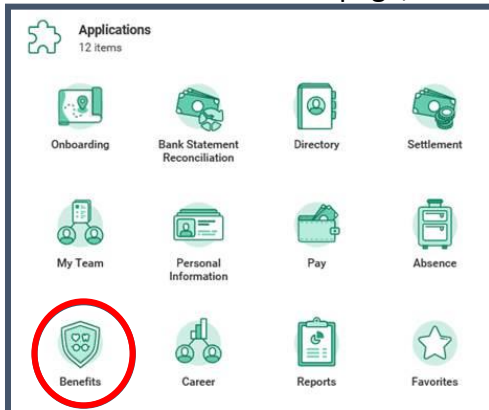 Applications
12 items
Onboarding
Bank Statement
Reconciliation
Directory
Settlement
My Team
Personal
Information
Pay
Absence
Benefits
Career
Reports
Favorites